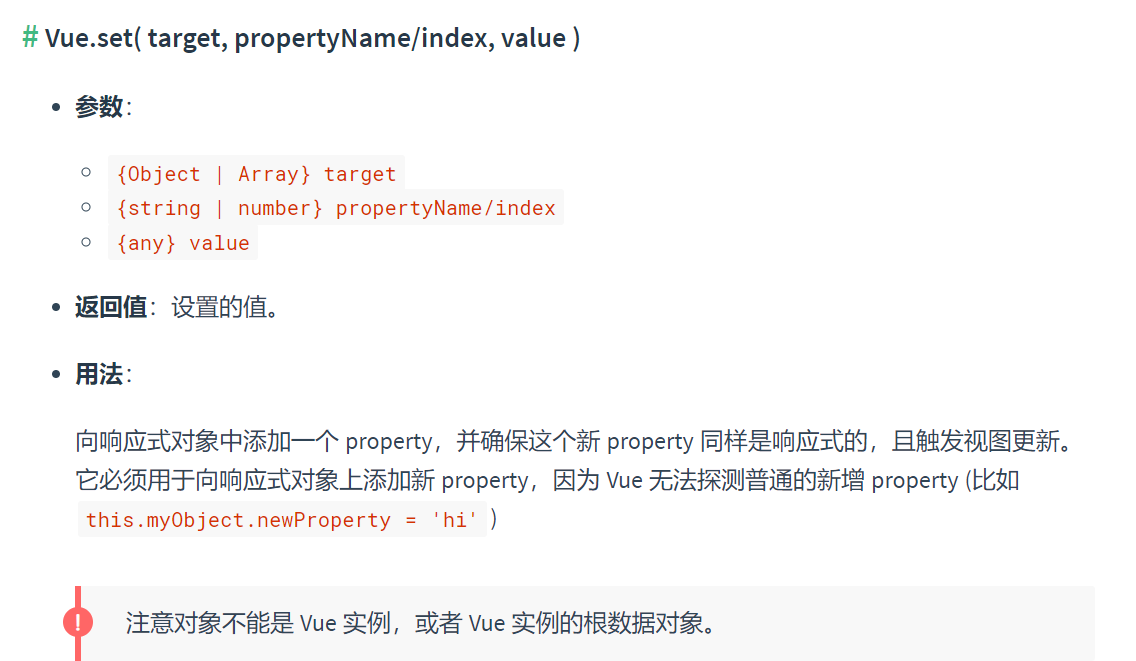 # Vue.set( target, propertyName/index, value )
参数：
{Object | Array} target
{string | number} propertyName/index
{any} value
返回值：设置的值。
用法：
向响应式对象中添加一个 property，并确保这个新 property 同样是响应式的，且触发视图更新。
它必须用于向响应式对象上添加新 property，因为 Vue 无法探测普通的新增 property (比如
this.myObject.newProperty = 'hi' )
! 注意对象不能是 Vue 实例，或者 Vue 实例的根数据对象。